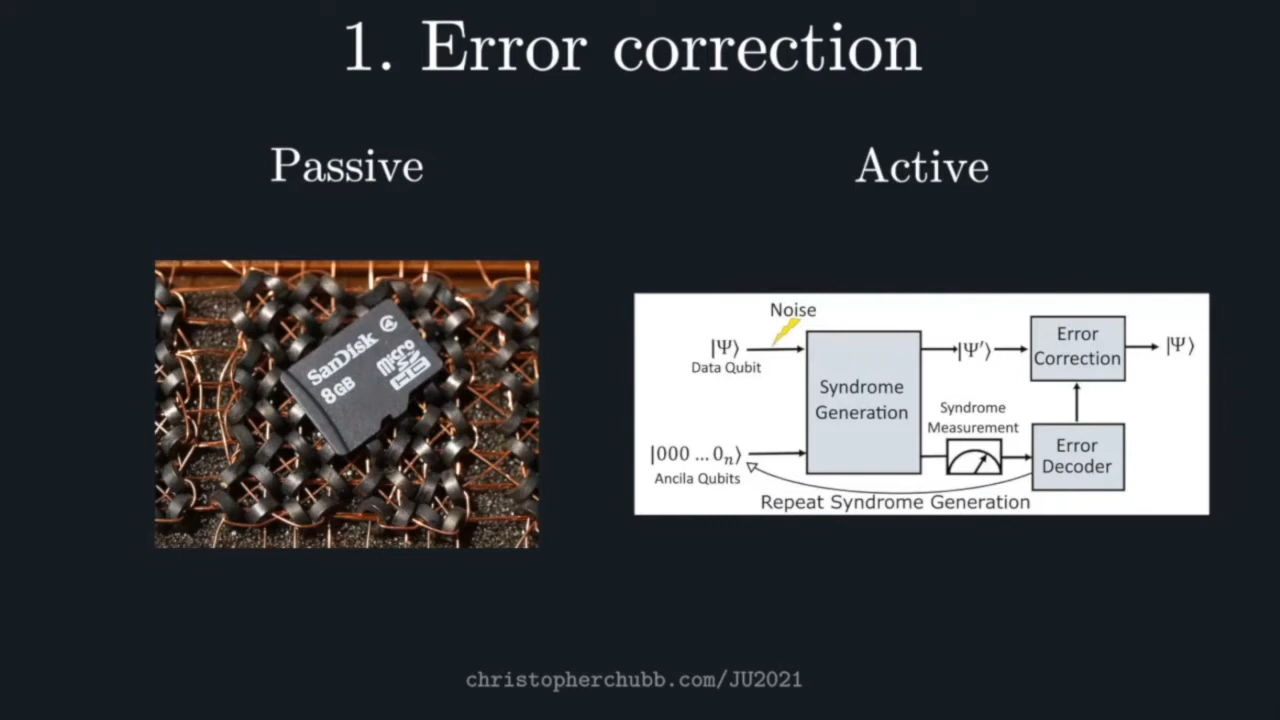 1. Error correction
Passive
Active
SanDisk
8GB
micro
SD
HC
Noise
|Ψ⟩
Data Qubit
Syndrome
Generation
|Ψ'⟩
Error
Correction
|Ψ⟩
Syndrome
Measurement
|000 ... 0ₙ⟩
Ancila Qubits
Error
Decoder
Repeat Syndrome Generation
christopherchubb.com/JU2021